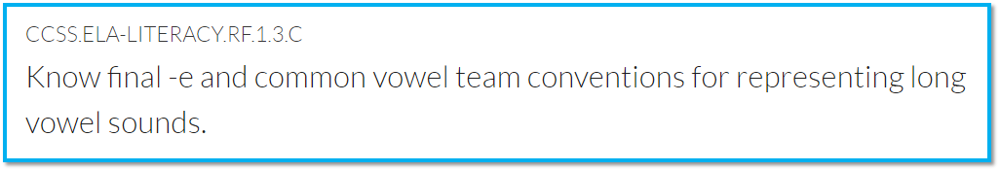 CCSS.ELA-LITERACY.RF.1.3.C
Know final -e and common vowel team conventions for representing long
vowel sounds.